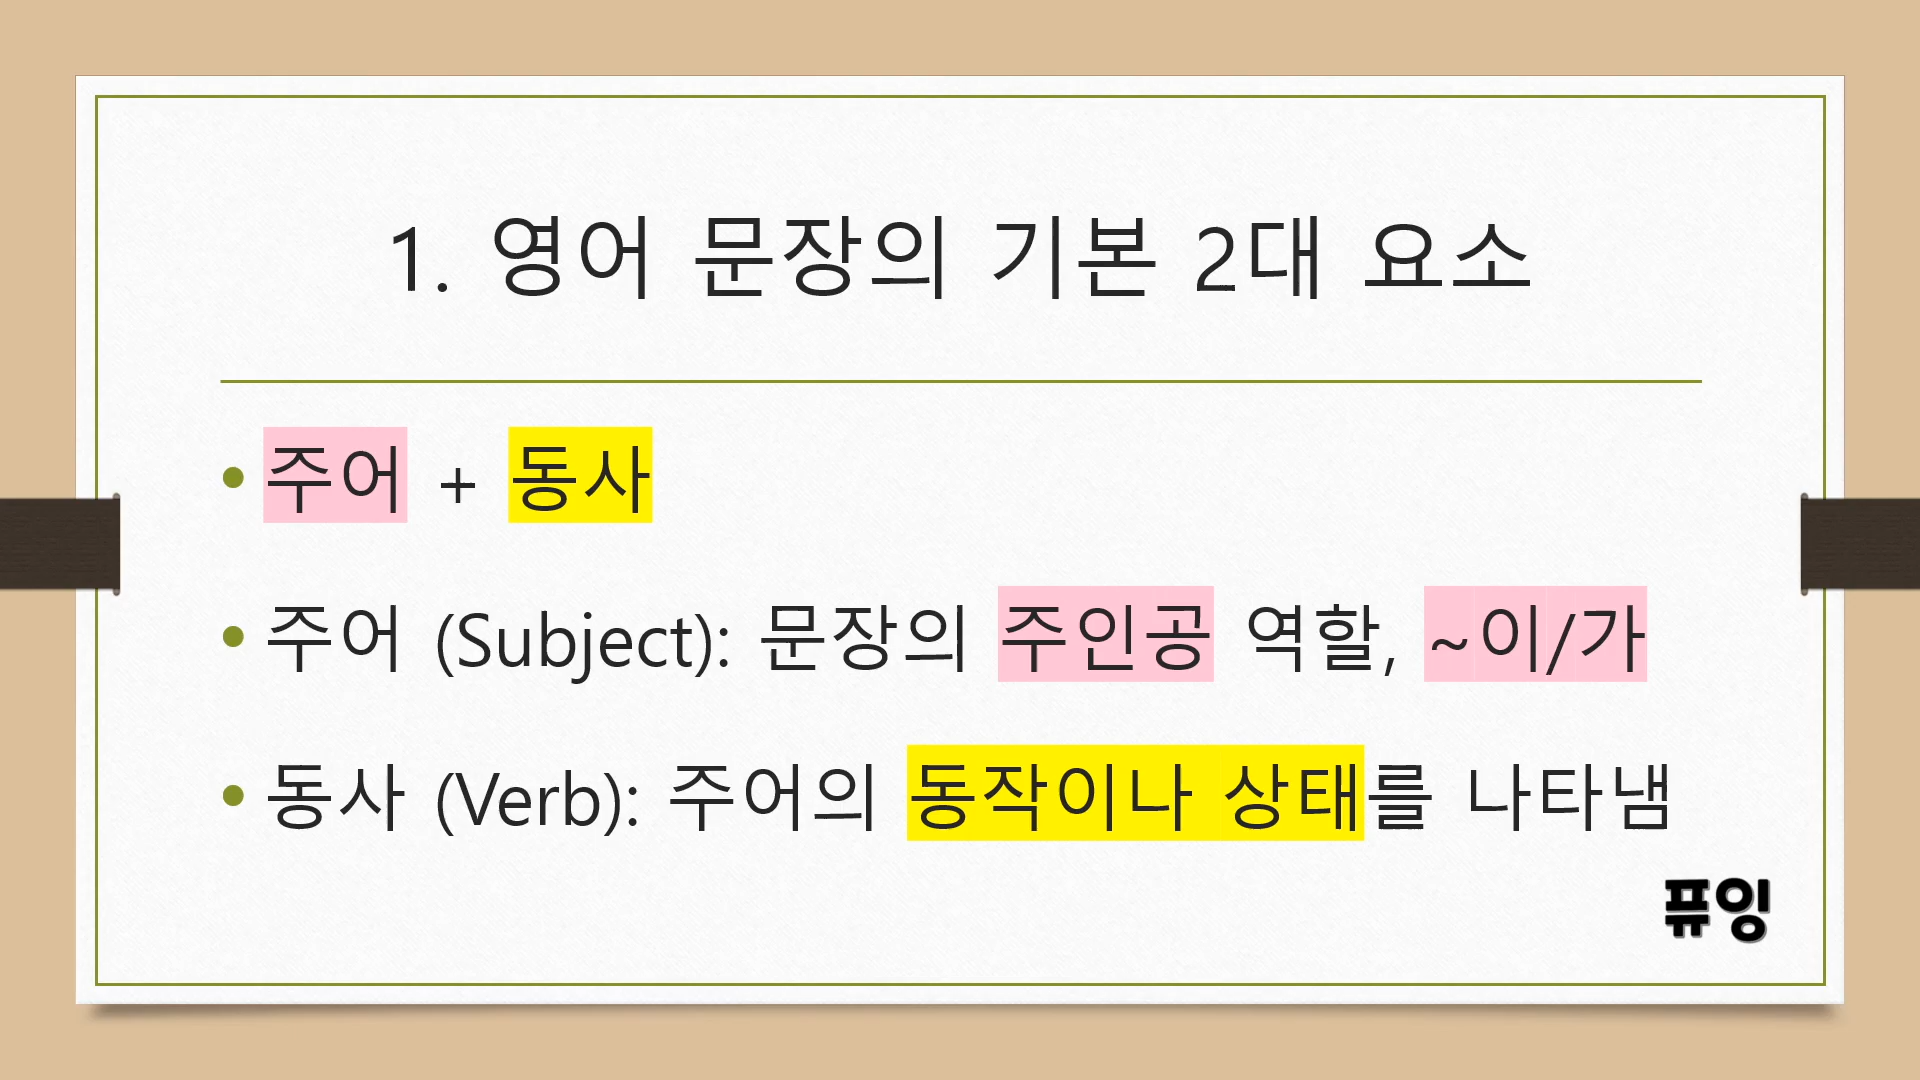 1. 영어 문장의 기본 2대 요소
• 주어 + 동사
• 주어 (Subject): 문장의 주인공 역할, ~이/가
• 동사 (Verb): 주어의 동작이나 상태를 나타냄
퓨잉